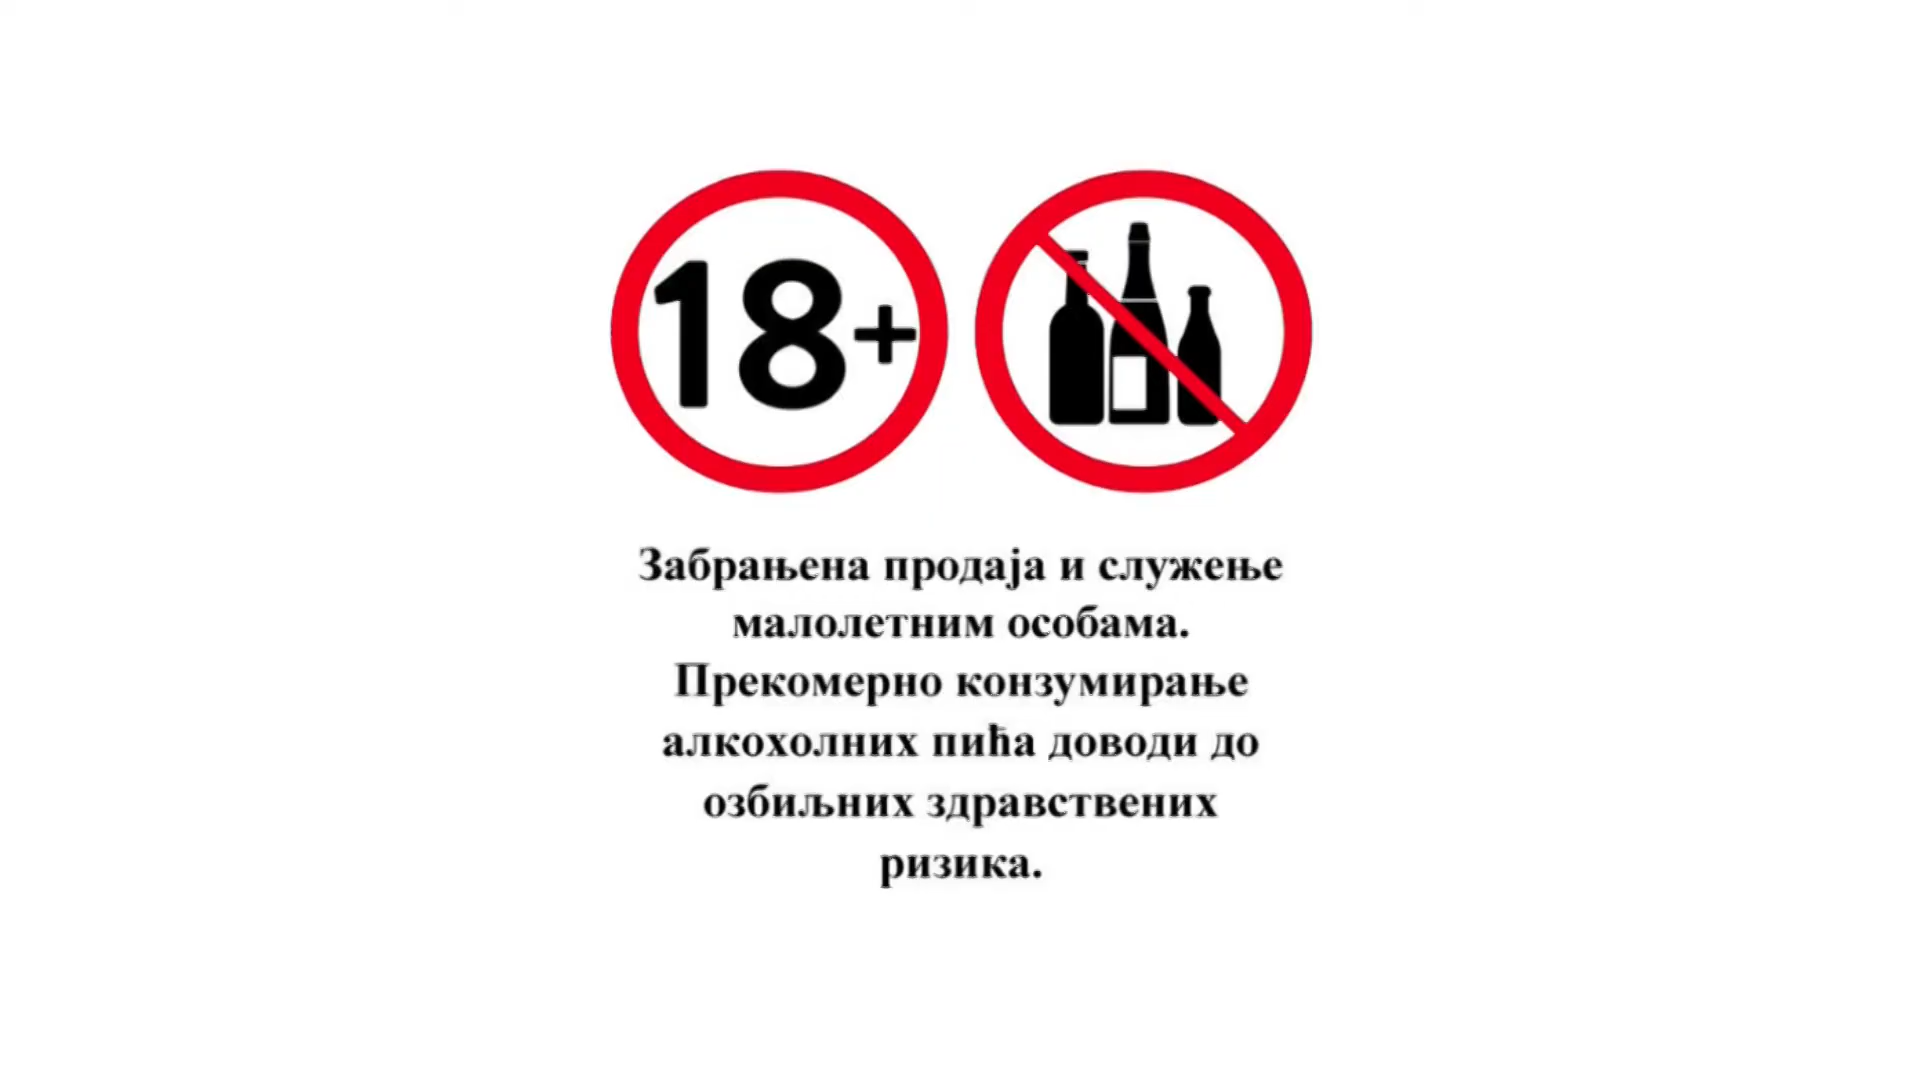 18+
Забрањена продаја и служење
малолетним особама.
Прекомерно конзумирање
алкохолних пића доводи до
озбиљних здравствених
ризика.